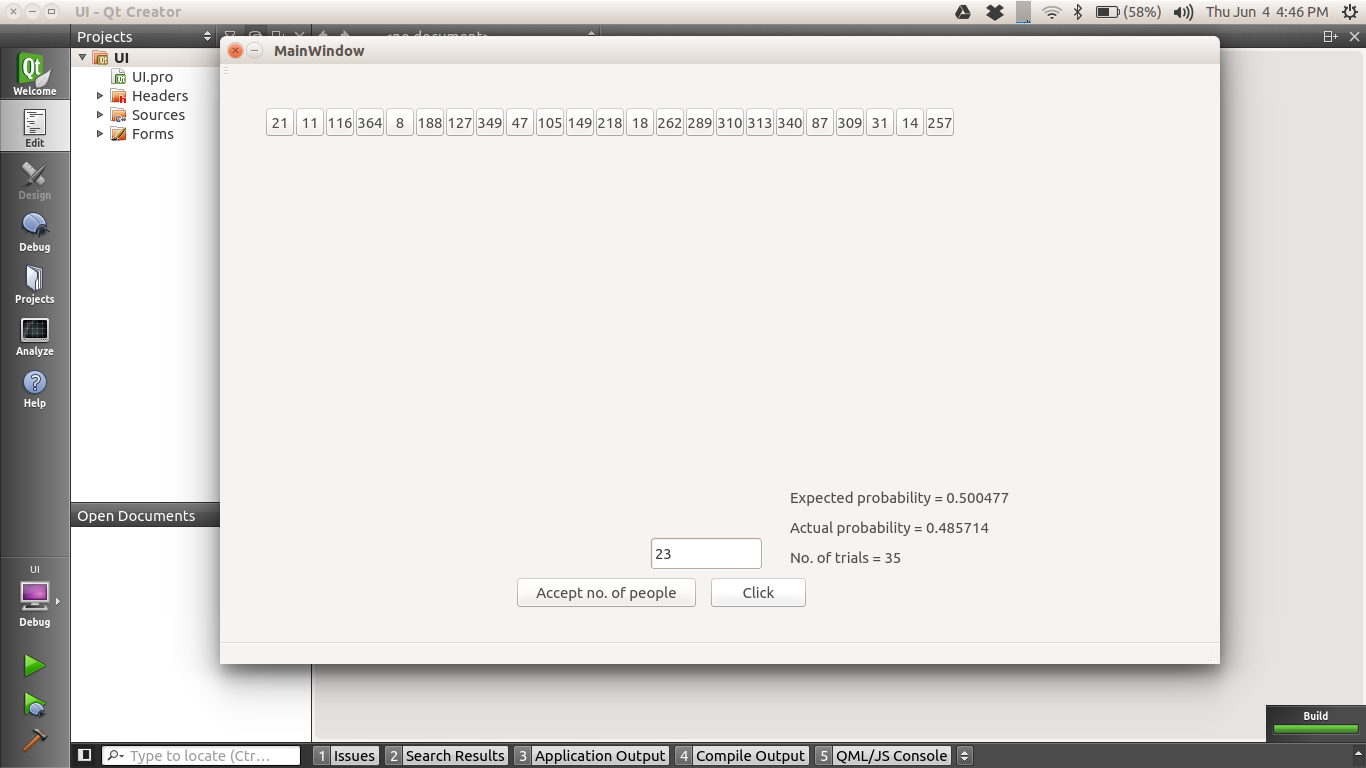 UI - Qt Creator
(58%)
Thu Jun 4 4:46 PM
Projects
MainWindow
Qt
Welcome
Edit
Design
Debug
Projects
Analyze
Help
UI
UI.pro
Headers
Sources
Forms
21 11 116 364 8 188 127 349 47 105 149 218 18 262 289 310 313 340 87 309 31 14 257
Expected probability = 0.500477
Actual probability = 0.485714
No. of trials = 35
23
Accept no. of people
Click
Open Documents
UI
Debug
Build
Type to locate (Ctr...
1 Issues
2 Search Results
3 Application Output
4 Compile Output
5 QML/JS Console